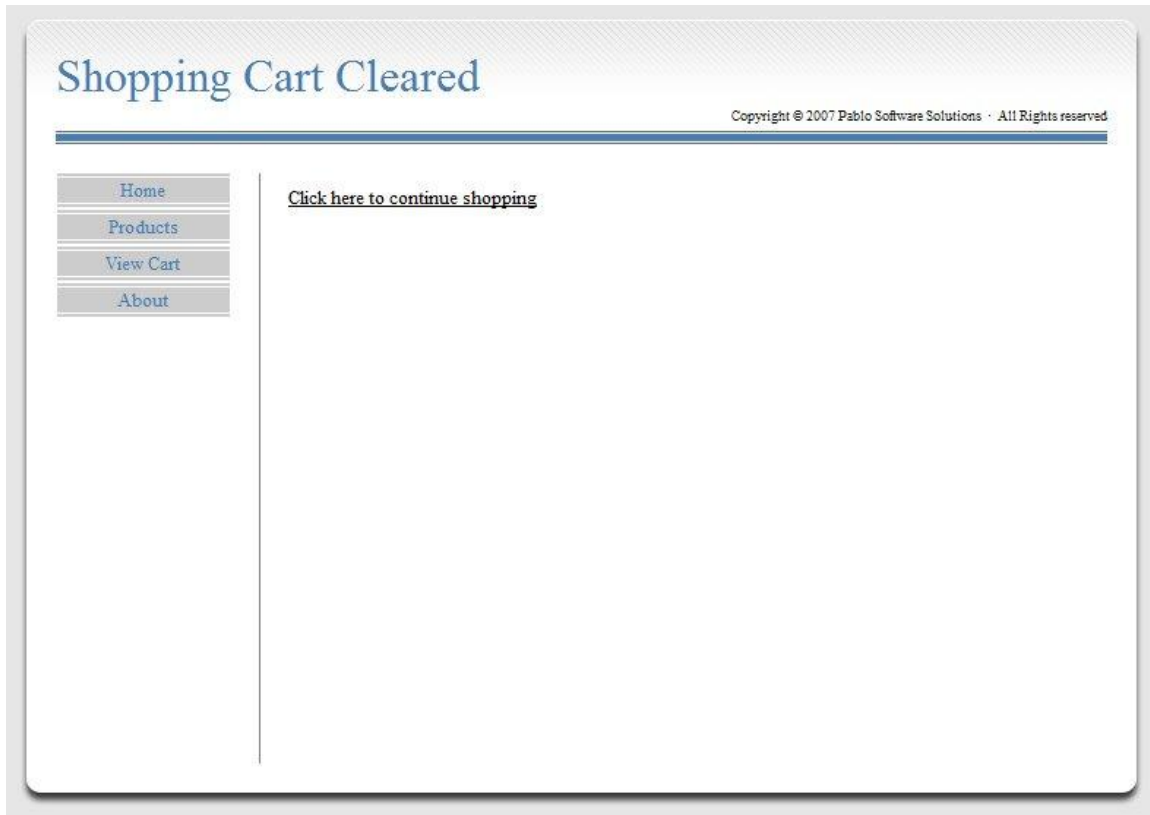 Shopping Cart Cleared
Copyright © 2007 Pablo Software Solutions · All Rights reserved
Home
Products
View Cart
About
Click here to continue shopping